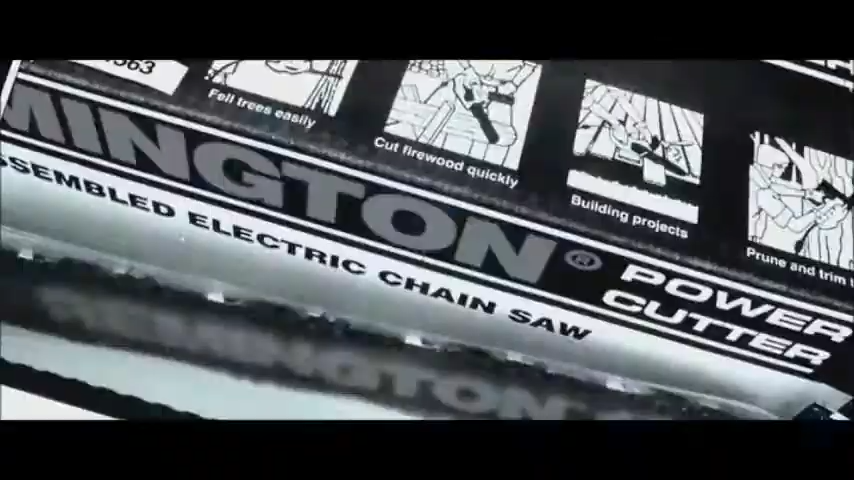 563
Fell trees easily
Cut firewood quickly
Building projects
Prune and trim t
MINGTON®
SSEMBLED ELECTRIC CHAIN SAW
POWER
CUTTER
MINGTON